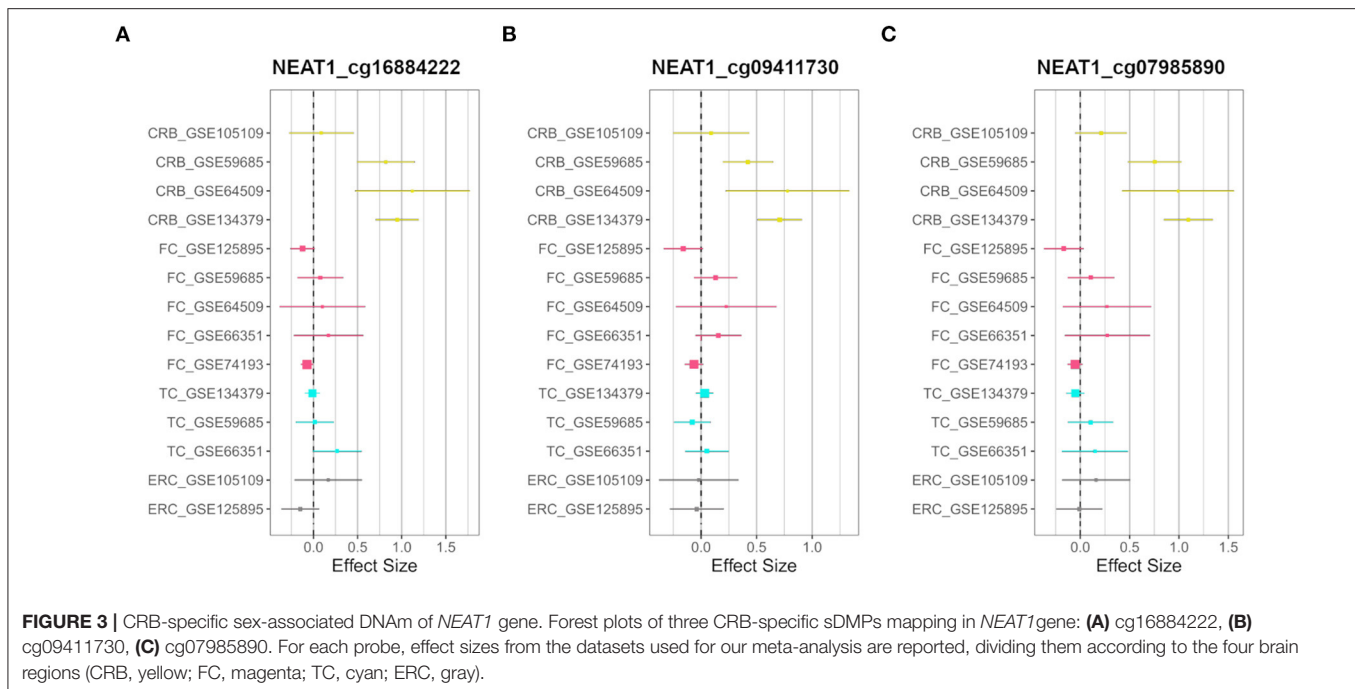 A
NEAT1_cg16884222
CRB_GSE105109
CRB_GSE59685
CRB_GSE64509
CRB_GSE134379
FC_GSE125895
FC_GSE59685
FC_GSE64509
FC_GSE66351
FC_GSE74193
TC_GSE134379
TC_GSE59685
TC_GSE66351
ERC_GSE105109
ERC_GSE125895
0.0 0.5 1.0 1.5
Effect Size
B
NEAT1_cg09411730
CRB_GSE105109
CRB_GSE59685
CRB_GSE64509
CRB_GSE134379
FC_GSE125895
FC_GSE59685
FC_GSE64509
FC_GSE66351
FC_GSE74193
TC_GSE134379
TC_GSE59685
TC_GSE66351
ERC_GSE105109
ERC_GSE125895
0.0 0.5 1.0
Effect Size
C
NEAT1_cg07985890
CRB_GSE105109
CRB_GSE59685
CRB_GSE64509
CRB_GSE134379
FC_GSE125895
FC_GSE59685
FC_GSE64509
FC_GSE66351
FC_GSE74193
TC_GSE134379
TC_GSE59685
TC_GSE66351
ERC_GSE105109
ERC_GSE125895
0.0 0.5 1.0 1.5
Effect Size
FIGURE 3 | CRB-specific sex-associated DNAm of NEAT1 gene. Forest plots of three CRB-specific sDMPs mapping in NEAT1gene: (A) cg16884222, (B)
cg09411730, (C) cg07985890. For each probe, effect sizes from the datasets used for our meta-analysis are reported, dividing them according to the four brain
regions (CRB, yellow; FC, magenta; TC, cyan; ERC, gray).